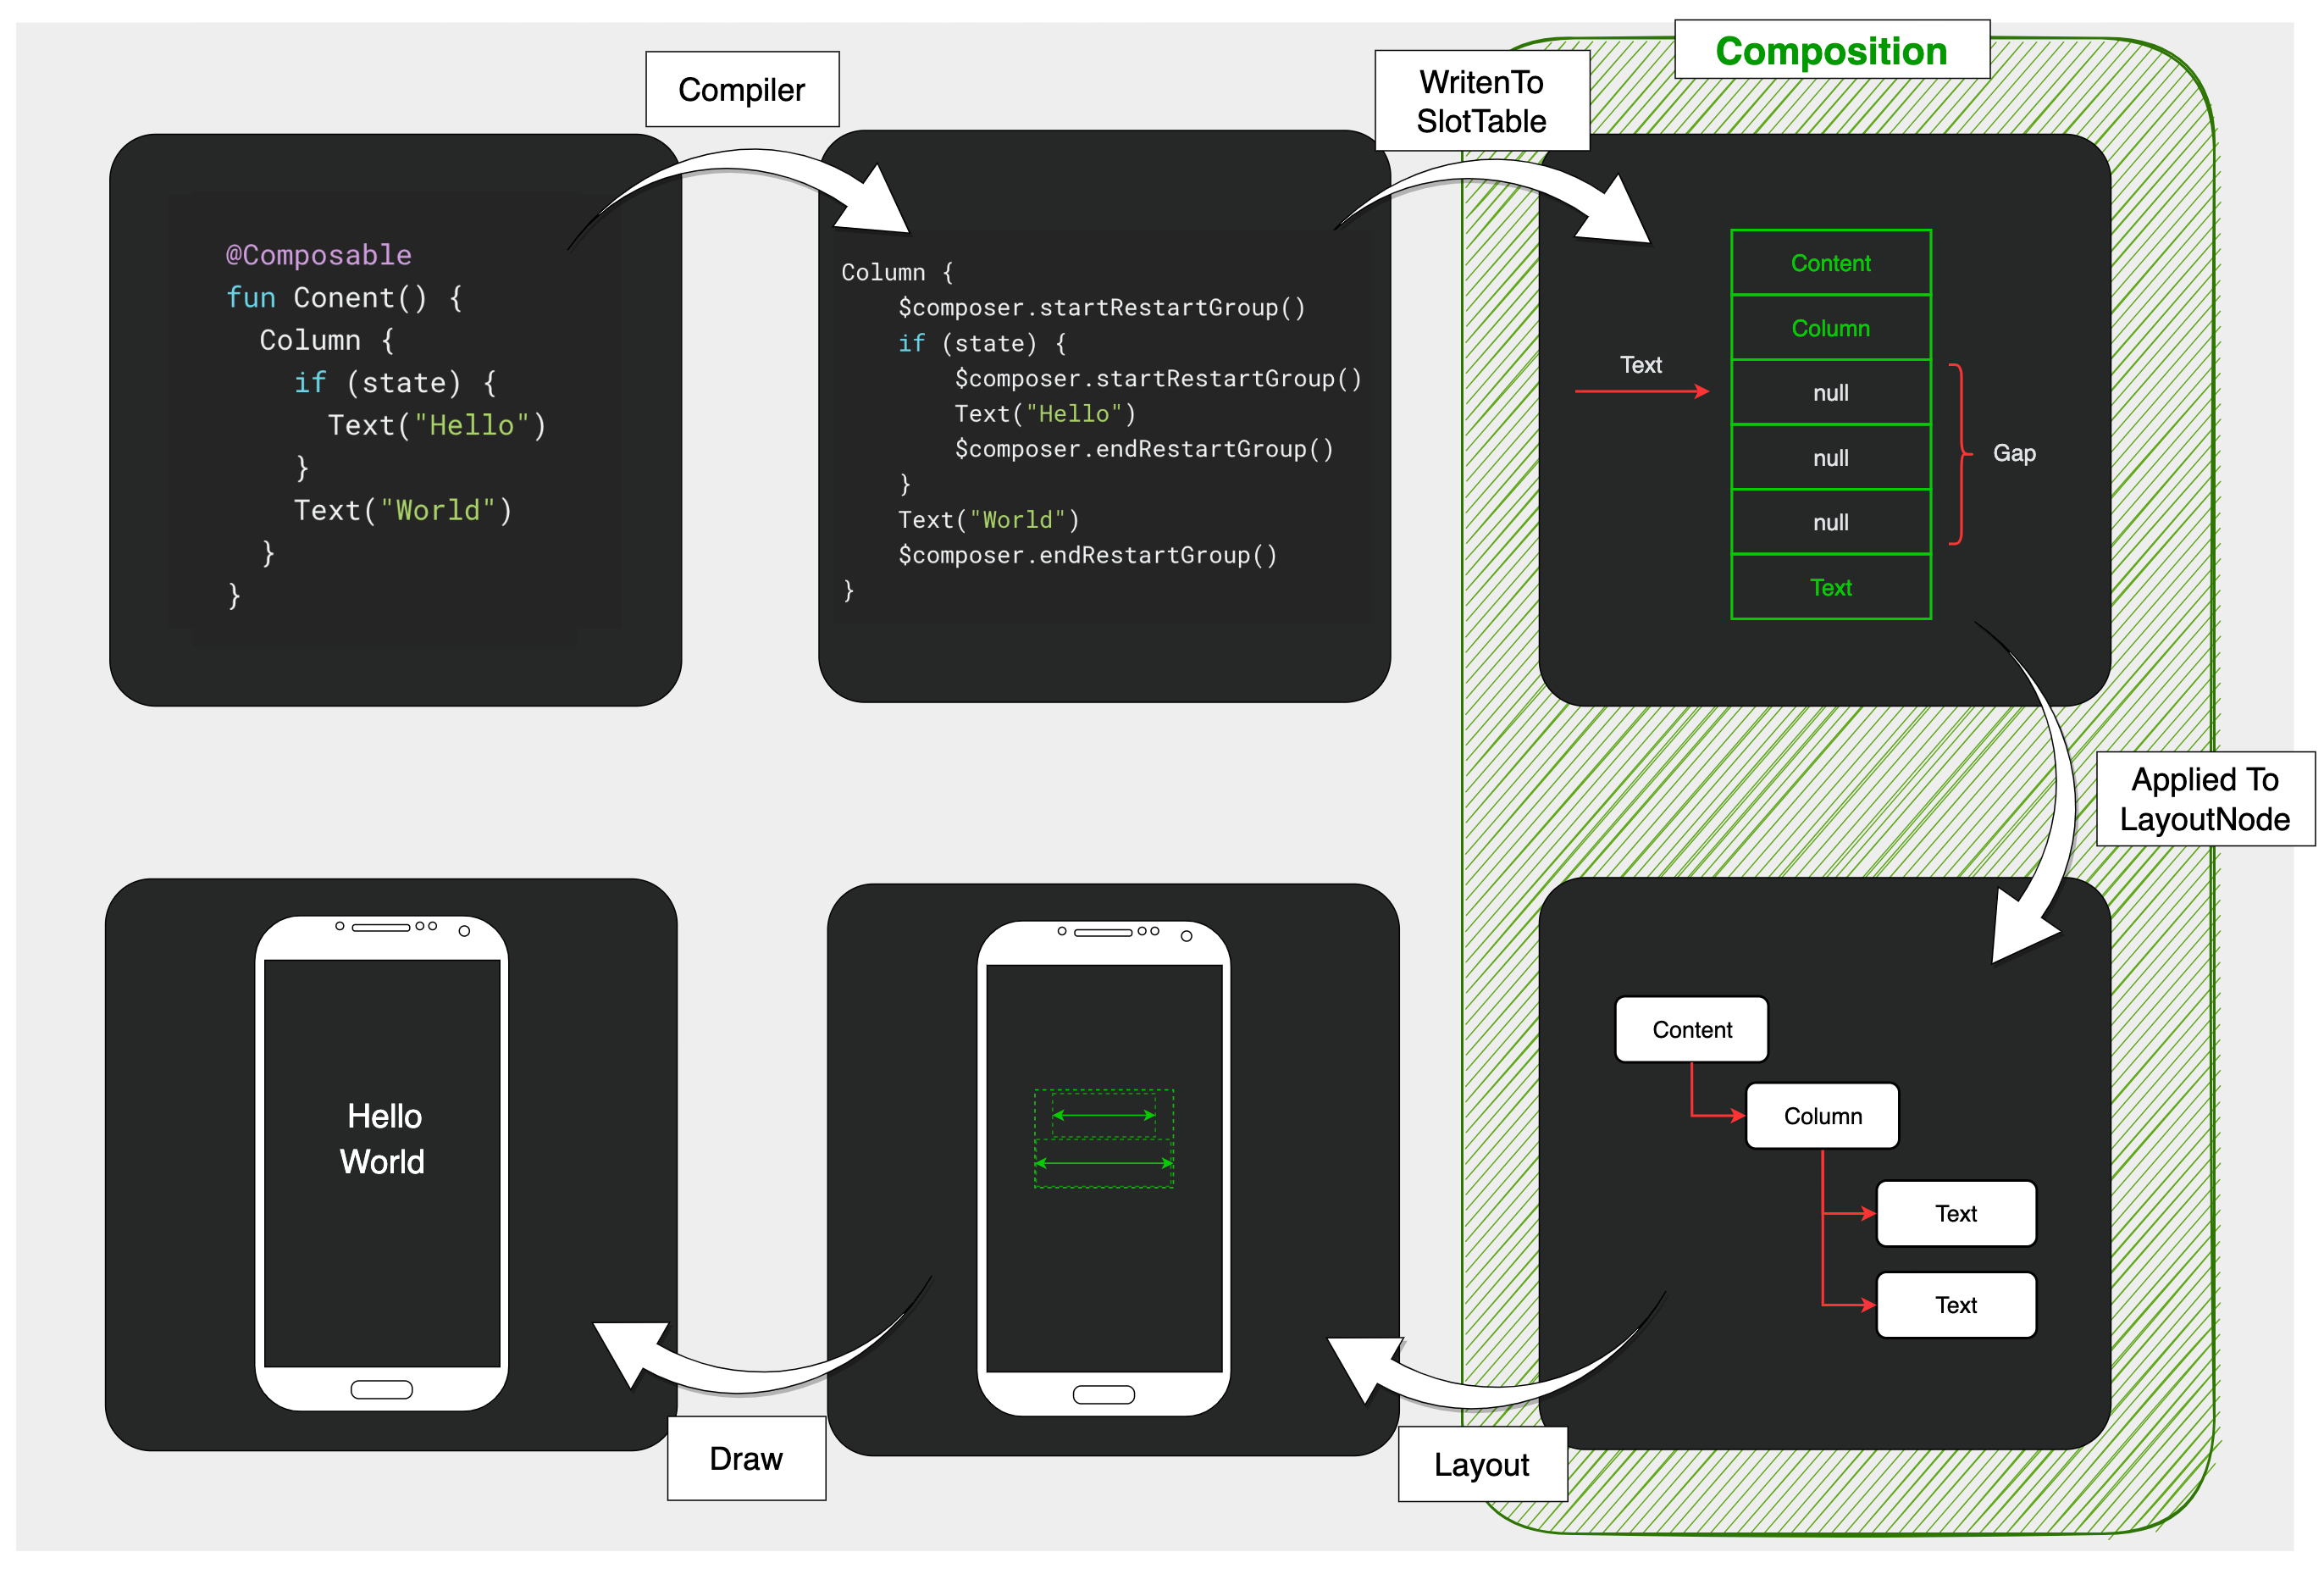 Compiler
WritenTo
SlotTable
Composition
@Composable
fun Conent() {
  Column {
    if (state) {
      Text("Hello")
    }
    Text("World")
  }
}
Column {
    $composer.startRestartGroup()
    if (state) {
        $composer.startRestartGroup()
        Text("Hello")
        $composer.endRestartGroup()
    }
    Text("World")
    $composer.endRestartGroup()
}
Text
Content
Column
null
null
null
Text
Gap
Applied To
LayoutNode
Content
Column
Text
Text
Layout
Draw
Hello
World